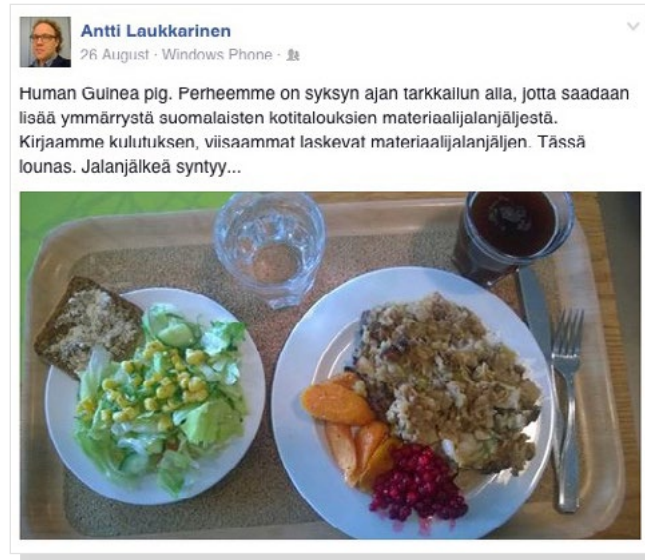 Antti Laukkarinen
26 August · Windows Phone ·
Human Guinea pig. Perheemme on syksyn ajan tarkkailun alla, jotta saadaan
lisää ymmärrystä suomalaisten kotitalouksien materiaalijalanjäljestä.
Kirjaamme kulutuksen, viisaammat laskevat materiaalijalanjäljen. Tässä
lounas. Jalanjälkeä syntyy...